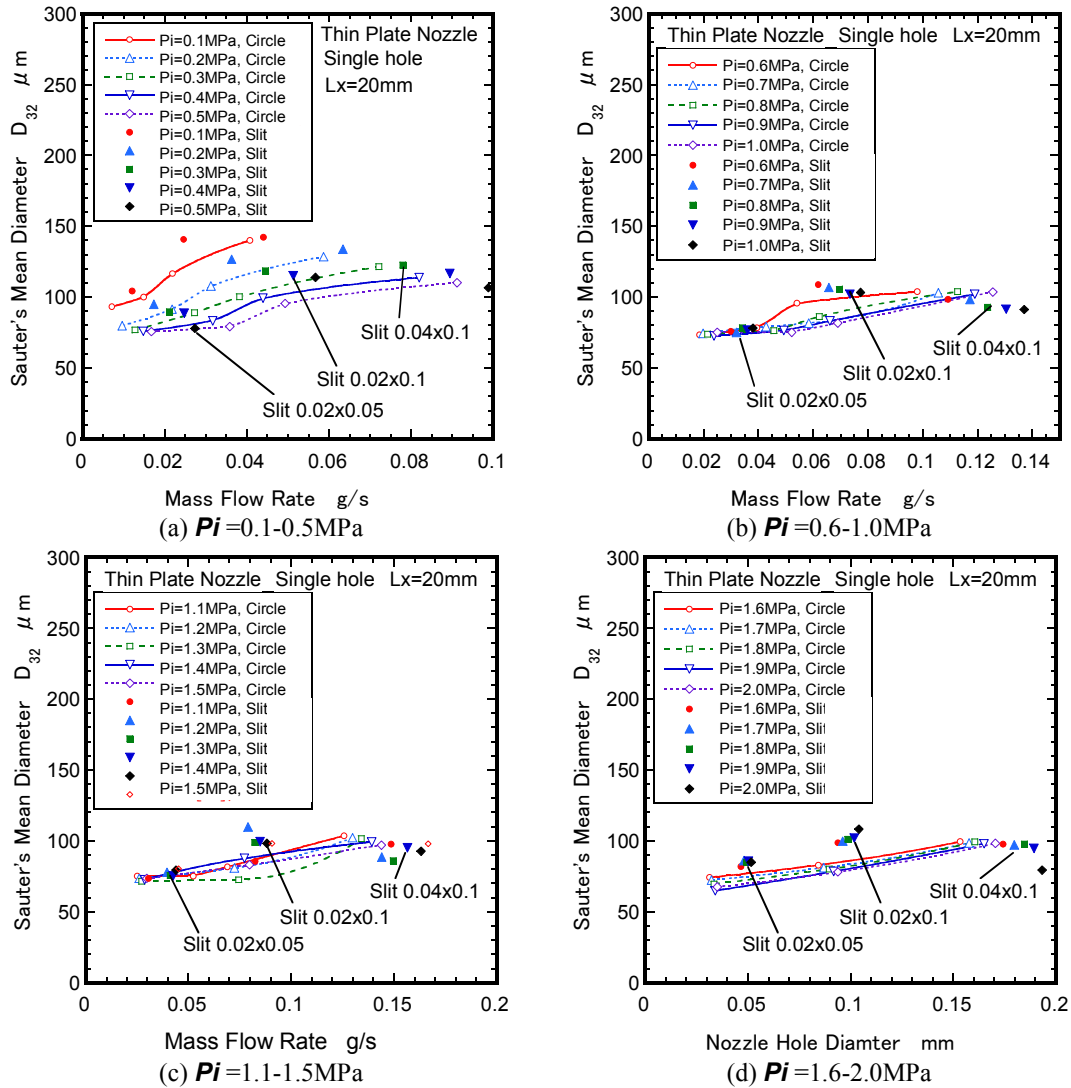 300
250
200
150
100
50
0
Sauter's Mean Diameter D32 μm
Pi=0.1MPa, Circle
Pi=0.2MPa, Circle
Pi=0.3MPa, Circle
Pi=0.4MPa, Circle
Pi=0.5MPa, Circle
Pi=0.1MPa, Slit
Pi=0.2MPa, Slit
Pi=0.3MPa, Slit
Pi=0.4MPa, Slit
Pi=0.5MPa, Slit
Thin Plate Nozzle
Single hole
Lx=20mm
Slit 0.04x0.1
Slit 0.02x0.1
Slit 0.02x0.05
0 0.02 0.04 0.06 0.08 0.1
Mass Flow Rate g/s
(a) Pi =0.1-0.5MPa
300
250
200
150
100
50
0
Sauter's Mean Diameter D32 μm
Thin Plate Nozzle Single hole Lx=20mm
Pi=0.6MPa, Circle
Pi=0.7MPa, Circle
Pi=0.8MPa, Circle
Pi=0.9MPa, Circle
Pi=1.0MPa, Circle
Pi=0.6MPa, Slit
Pi=0.7MPa, Slit
Pi=0.8MPa, Slit
Pi=0.9MPa, Slit
Pi=1.0MPa, Slit
Slit 0.04x0.1
Slit 0.02x0.1
Slit 0.02x0.05
0 0.02 0.04 0.06 0.08 0.10 0.12 0.14
Mass Flow Rate g/s
(b) Pi =0.6-1.0MPa
300
250
200
150
100
50
0
Sauter's Mean Diameter D32 μm
Thin Plate Nozzle Single hole Lx=20mm
Pi=1.1MPa, Circle
Pi=1.2MPa, Circle
Pi=1.3MPa, Circle
Pi=1.4MPa, Circle
Pi=1.5MPa, Circle
Pi=1.1MPa, Slit
Pi=1.2MPa, Slit
Pi=1.3MPa, Slit
Pi=1.4MPa, Slit
Pi=1.5MPa, Slit
Slit 0.04x0.1
Slit 0.02x0.1
Slit 0.02x0.05
0 0.05 0.10 0.15 0.20
Mass Flow Rate g/s
(c) Pi =1.1-1.5MPa
300
250
200
150
100
50
0
Sauter's Mean Diameter D32 μm
Thin Plate Nozzle Single hole Lx=20mm
Pi=1.6MPa, Circle
Pi=1.7MPa, Circle
Pi=1.8MPa, Circle
Pi=1.9MPa, Circle
Pi=2.0MPa, Circle
Pi=1.6MPa, Slit
Pi=1.7MPa, Slit
Pi=1.8MPa, Slit
Pi=1.9MPa, Slit
Pi=2.0MPa, Slit
Slit 0.04x0.1
Slit 0.02x0.1
Slit 0.02x0.05
0 0.05 0.1 0.15 0.2
Nozzle Hole Diamter mm
(d) Pi =1.6-2.0MPa